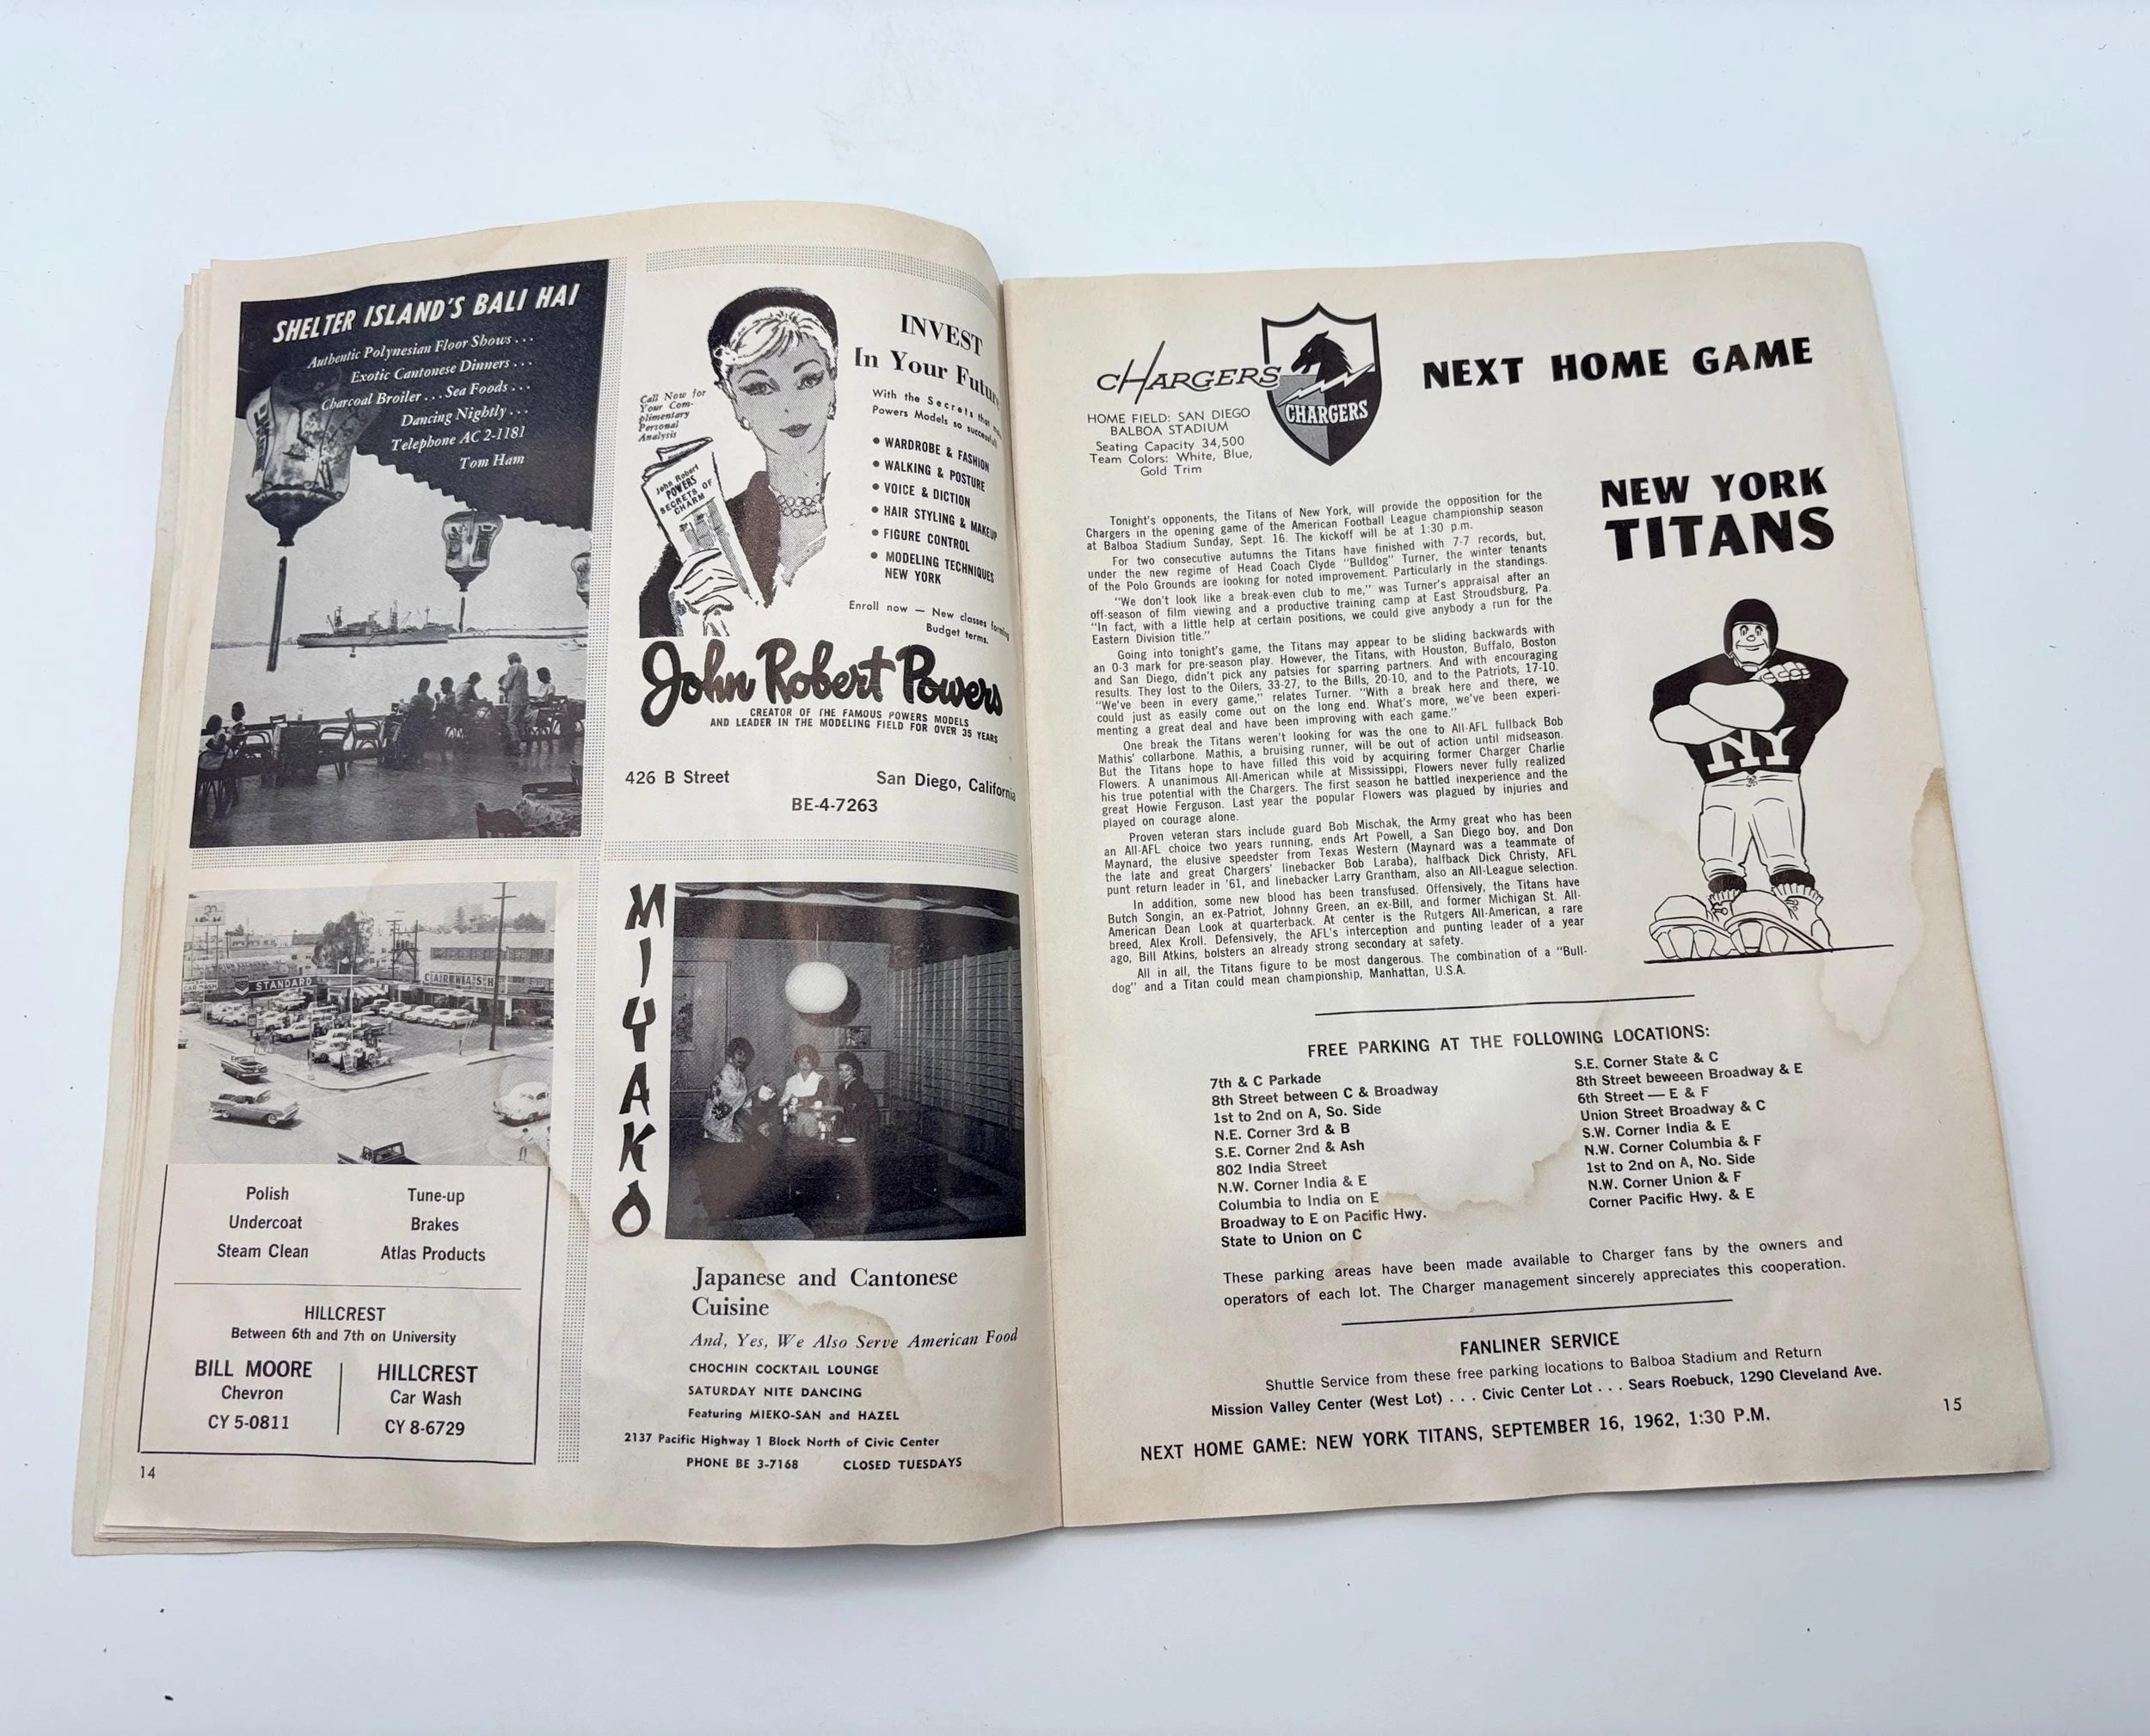 SHELTER ISLAND'S BALI HAI
Authentic Polynesian Floor Shows . . .
Exotic Cantonese Dinners . . .
Charcoal Broiler . . . Sea Foods . . .
Dancing Nightly . . .
Telephone AC 2-1181
Tom Ham
INVEST
In Your Future
With the Secrets that
Powers Models so successful
Call Now for
Your Com-
plimentary
Personal
Analysis
John Robert
POWERS
SECRETS OF
CHARM
• WARDROBE & FASHION
• WALKING & POSTURE
• VOICE & DICTION
• HAIR STYLING & MAKEUP
• FIGURE CONTROL
• MODELING TECHNIQUES
NEW YORK
Enroll now — New classes forming
Budget terms.
John Robert Powers
CREATOR OF THE FAMOUS POWERS MODELS
AND LEADER IN THE MODELING FIELD FOR OVER 35 YEARS
426 B Street
San Diego, California
BE-4-7263
STANDARD
CAR WASH
Polish
Tune-up
Undercoat
Brakes
Steam Clean
Atlas Products
HILLCREST
Between 6th and 7th on University
BILL MOORE
Chevron
CY 5-0811
HILLCREST
Car Wash
CY 8-6729
14
MIYAKO
Japanese and Cantonese
Cuisine
And, Yes, We Also Serve American Food
CHOCHIN COCKTAIL LOUNGE
SATURDAY NITE DANCING
Featuring MIEKO-SAN and HAZEL
2137 Pacific Highway 1 Block North of Civic Center
PHONE BE 3-7168 CLOSED TUESDAYS
CHARGERS
CHARGERS
HOME FIELD: SAN DIEGO
BALBOA STADIUM
Seating Capacity 34,500
Team Colors: White, Blue,
Gold Trim
NEXT HOME GAME
NEW YORK
TITANS
NY
Tonight's opponents, the Titans of New York, will provide the opposition for the
Chargers in the opening game of the American Football League championship season
at Balboa Stadium Sunday, Sept. 16. The kickoff will be at 1:30 p.m.
For two consecutive autumns the Titans have finished with 7-7 records, but,
under the new regime of Head Coach Clyde "Bulldog" Turner, the winter tenants
of the Polo Grounds are looking for noted improvement. Particularly in the standings.
"We don't look like a break-even club to me," was Turner's appraisal after an
off-season of film viewing and a productive training camp at East Stroudsburg, Pa.
"In fact, with a little help at certain positions, we could give anybody a run for the
Eastern Division title."
Going into tonight's game, the Titans may appear to be sliding backwards with
an 0-3 mark for pre-season play. However, the Titans, with Houston, Buffalo, Boston
and San Diego, didn't pick any patsies for sparring partners. And with encouraging
results. They lost to the Oilers, 33-27, to the Bills, 20-10, and to the Patriots, 17-10.
"We've been in every game," relates Turner. "With a break here and there, we
could just as easily come out on the long end. What's more, we've been experi-
menting a great deal and have been improving with each game."
One break the Titans weren't looking for was the one to All-AFL fullback Bob
Mathis' collarbone. Mathis, a bruising runner, will be out of action until midseason.
But the Titans hope to have filled this void by acquiring former Charger Charlie
Flowers. A unanimous All-American while at Mississippi, Flowers never fully realized
his true potential with the Chargers. The first season he battled inexperience and the
great Howie Ferguson. Last year the popular Flowers was plagued by injuries and
played on courage alone.
Proven veteran stars include guard Bob Mischak, the Army great who has been
an All-AFL choice two years running, ends Art Powell, a San Diego boy, and Don
Maynard, the elusive speedster from Texas Western (Maynard was a teammate of
the late and great Chargers' linebacker Bob Laraba), halfback Dick Christy, AFL
punt return leader in '61, and linebacker Larry Grantham, also an All-League selection.
In addition, some new blood has been transfused. Offensively, the Titans have
Butch Songin, an ex-Patriot, Johnny Green, an ex-Bill, and former Michigan St. All-
American Dean Look at quarterback. At center is the Rutgers All-American, a rare
breed, Alex Kroll. Defensively, the AFL's interception and punting leader of a year
ago, Bill Atkins, bolsters an already strong secondary at safety.
All in all, the Titans figure to be most dangerous. The combination of a "Bull-
dog" and a Titan could mean championship, Manhattan, U.S.A.
FREE PARKING AT THE FOLLOWING LOCATIONS:
7th & C Parkade
8th Street between C & Broadway
1st to 2nd on A, So. Side
N.E. Corner 3rd & B
S.E. Corner 2nd & Ash
802 India Street
N.W. Corner India & E
Columbia to India on E
Broadway to E on Pacific Hwy.
State to Union on C
S.E. Corner State & C
8th Street beweeen Broadway & E
6th Street — E & F
Union Street Broadway & C
S.W. Corner India & E
N.W. Corner Columbia & F
1st to 2nd on A, No. Side
N.W. Corner Union & F
Corner Pacific Hwy. & E
These parking areas have been made available to Charger fans by the owners and
operators of each lot. The Charger management sincerely appreciates this cooperation.
FANLINER SERVICE
Shuttle Service from these free parking locations to Balboa Stadium and Return
Mission Valley Center (West Lot) . . . Civic Center Lot . . . Sears Roebuck, 1290 Cleveland Ave.
NEXT HOME GAME: NEW YORK TITANS, SEPTEMBER 16, 1962, 1:30 P.M.
15